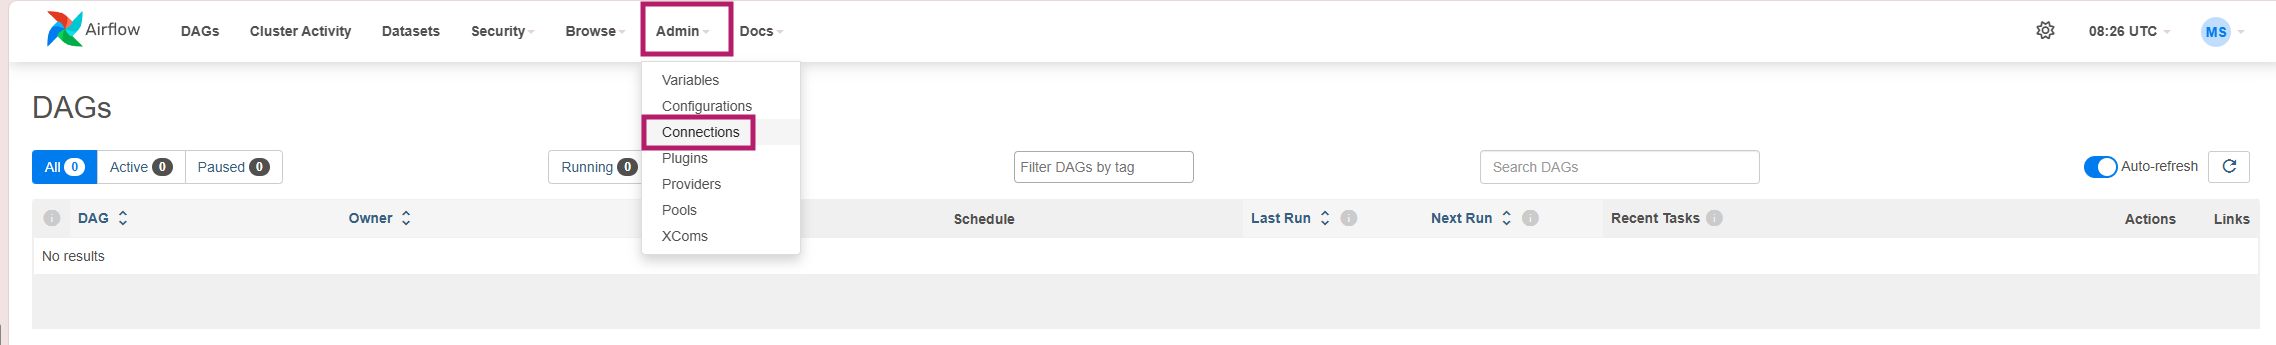 Airflow DAGs Cluster Activity Datasets Security Browse Admin Docs 08:26 UTC MS
Variables
Configurations
Connections
Plugins
Providers
Pools
XComs
DAGs
All 0 Active 0 Paused 0 Running 0 Filter DAGs by tag Search DAGs Auto-refresh
DAG Owner Schedule Last Run Next Run Recent Tasks Actions Links
No results